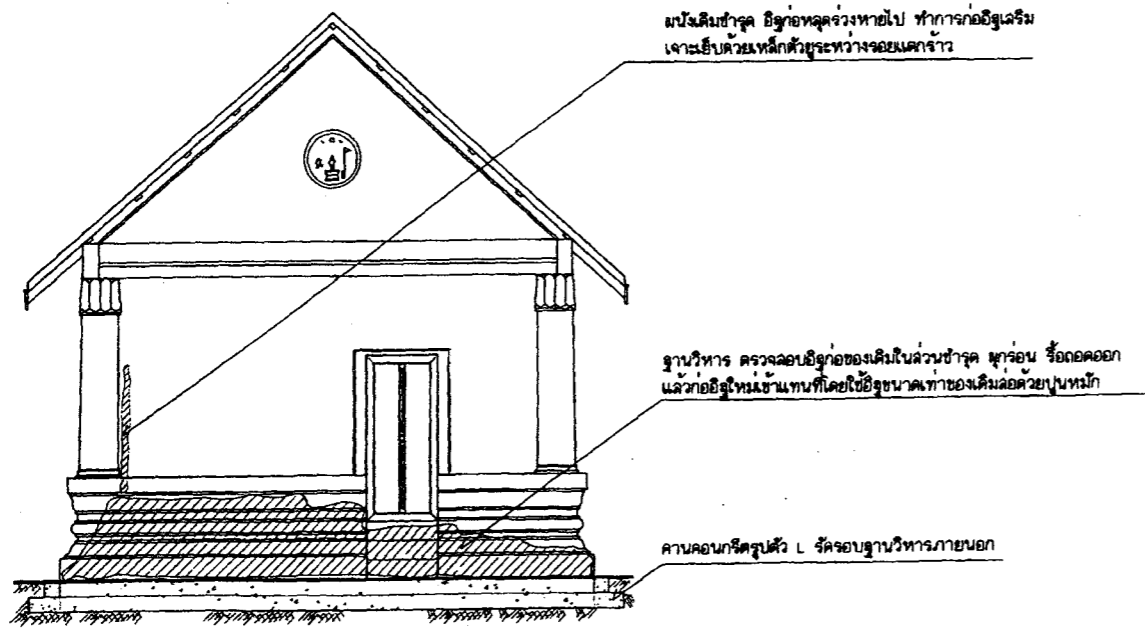 ผนังเดิมชำรุด อิฐก่อหลุดร่วงหายไป ทำการก่ออิฐเสริม
เจาะเย็บด้วยเหล็กตัวยูระหว่างรอยแตกร้าว
ฐานวิหาร ตรวจสอบอิฐก่อของเดิมในส่วนชำรุด ผุกร่อน รื้อถอดออก
แล้วก่ออิฐใหม่เข้าแทนที่โดยใช้อิฐขนาดเท่าของเดิมสอด้วยปูนหมัก
คานคอนกรีตรูปตัว L รัดรอบฐานวิหารภายนอก